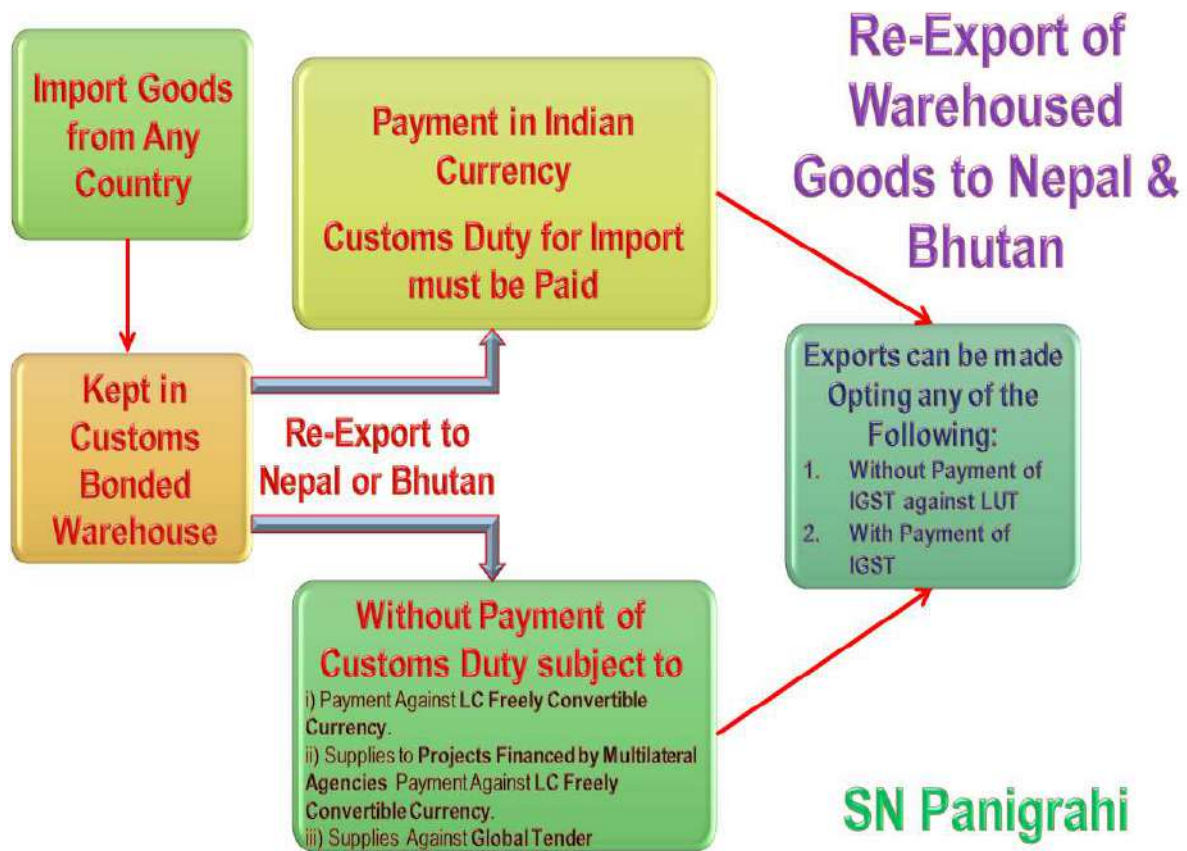 Re-Export of
Warehoused
Goods to Nepal &
Bhutan
Import Goods
from Any
Country
Kept in
Customs
Bonded
Warehouse
Re-Export to
Nepal or Bhutan
Payment in Indian
Currency
Customs Duty for Import
must be Paid
Without Payment of
Customs Duty subject to
i) Payment Against LC Freely Convertible
Currency.
ii) Supplies to Projects Financed by Multilateral
Agencies Payment Against LC Freely
Convertible Currency.
iii) Supplies Against Global Tender
Exports can be made
Opting any of the
Following:
1. Without Payment of
IGST against LUT
2. With Payment of
IGST
SN Panigrahi